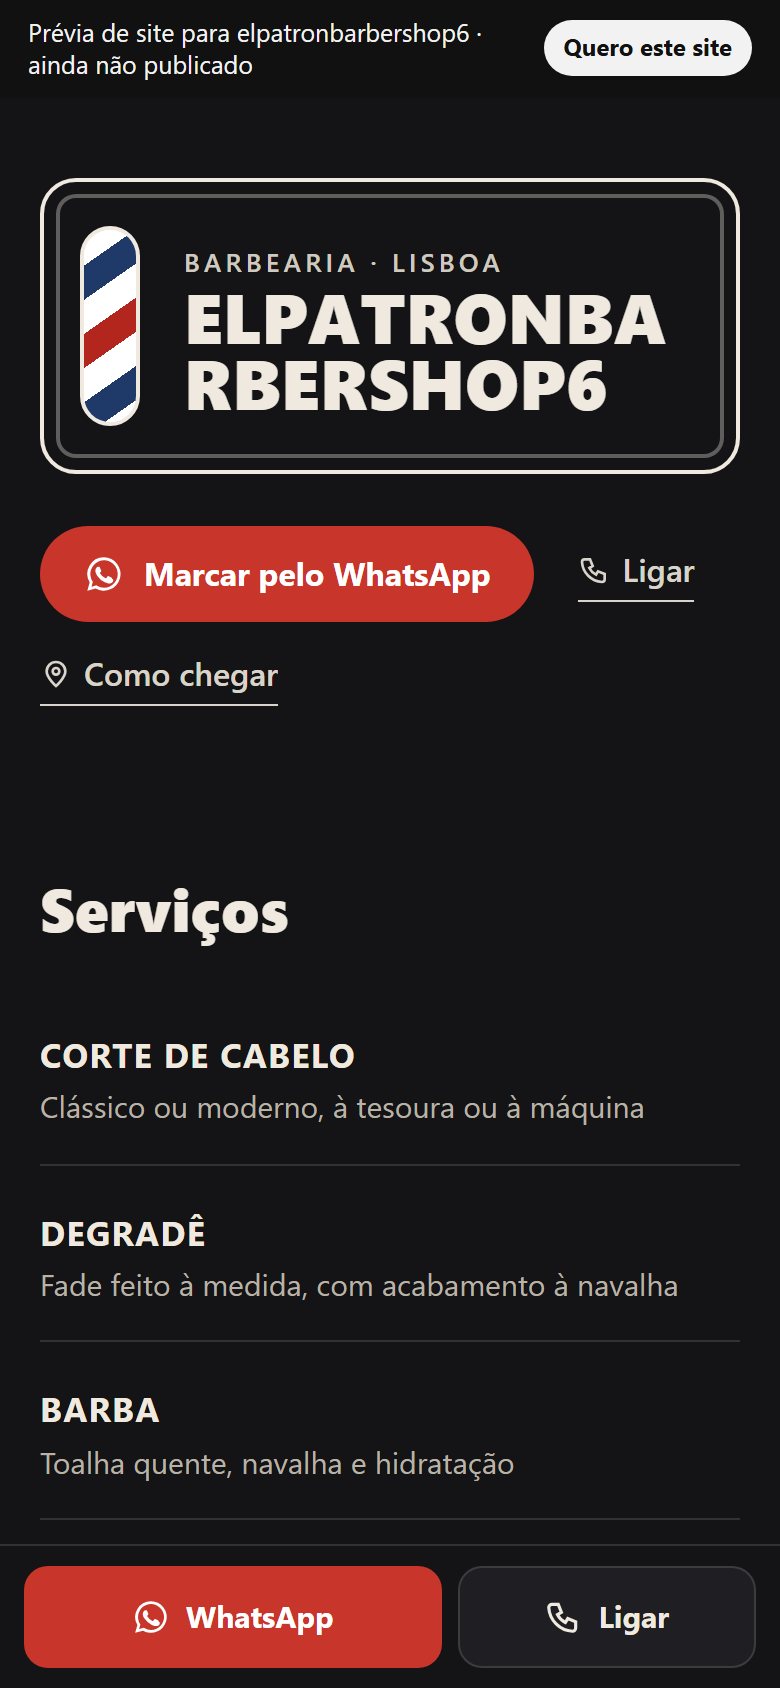 Prévia de site para elpatronbarbershop6 ·
ainda não publicado
Quero este site
BARBEARIA · LISBOA
ELPATRONBA
RBERSHOP6
Marcar pelo WhatsApp
Ligar
Como chegar
Serviços
CORTE DE CABELO
Clássico ou moderno, à tesoura ou à máquina
DEGRADÊ
Fade feito à medida, com acabamento à navalha
BARBA
Toalha quente, navalha e hidratação
WhatsApp
Ligar